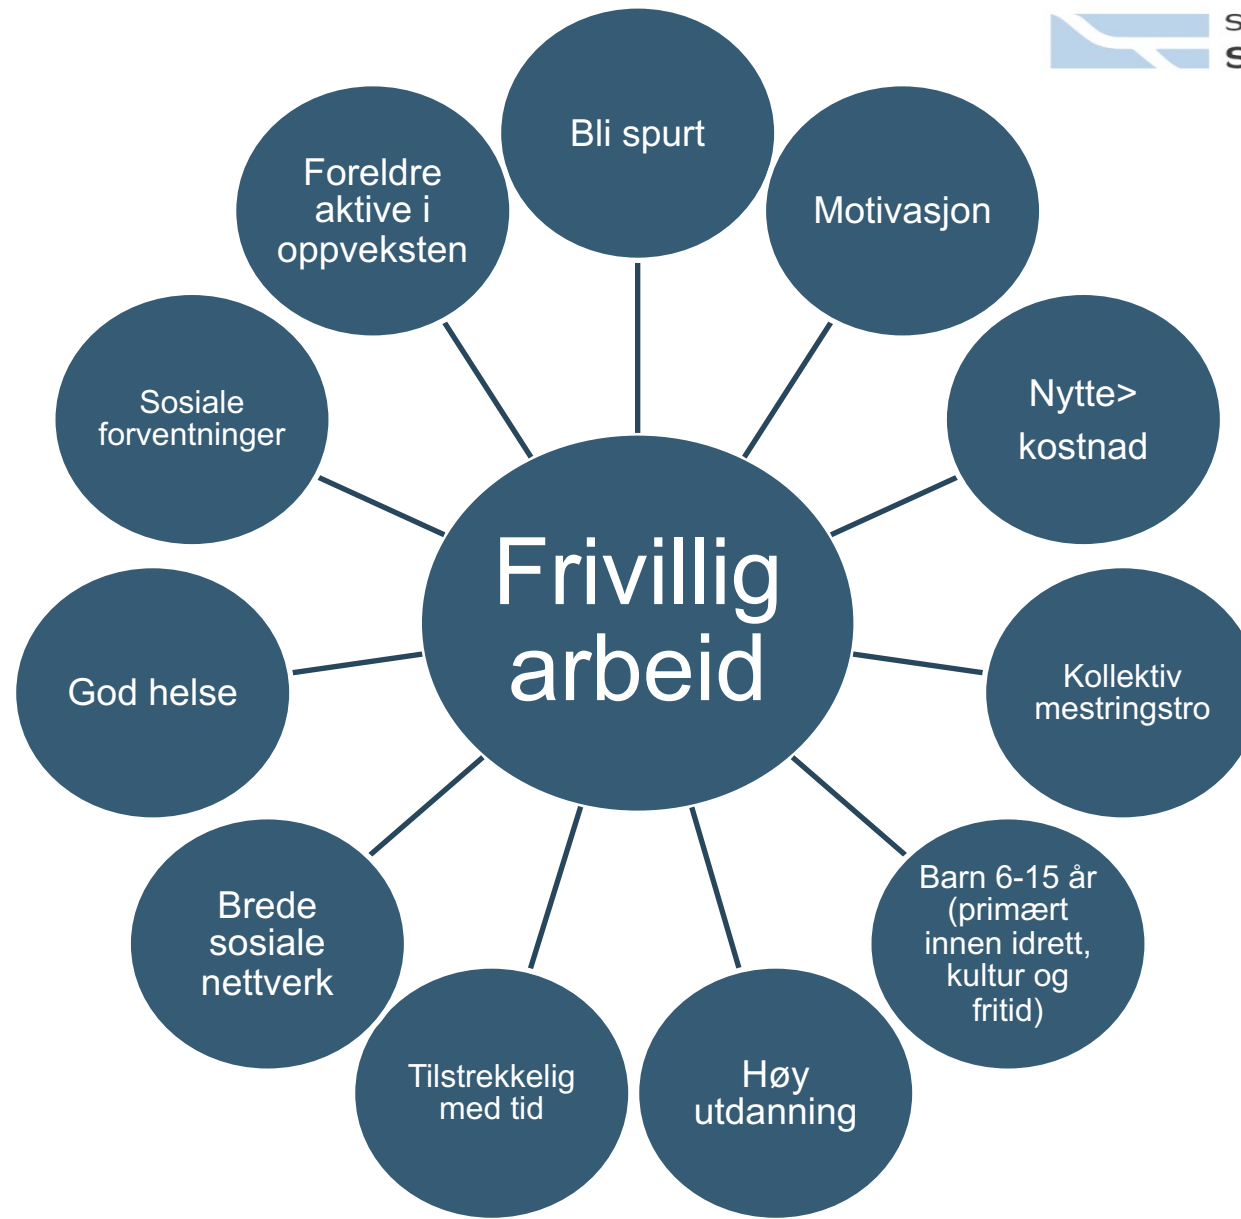 Bli spurt
Motivasjon
Nytte>
kostnad
Kollektiv
mestringstro
Barn 6-15 år
(primært
innen idrett,
kultur og
fritid)
Høy
utdanning
Tilstrekkelig
med tid
Brede
sosiale
nettverk
God helse
Sosiale
forventninger
Foreldre
aktive i
oppveksten
Frivillig
arbeid